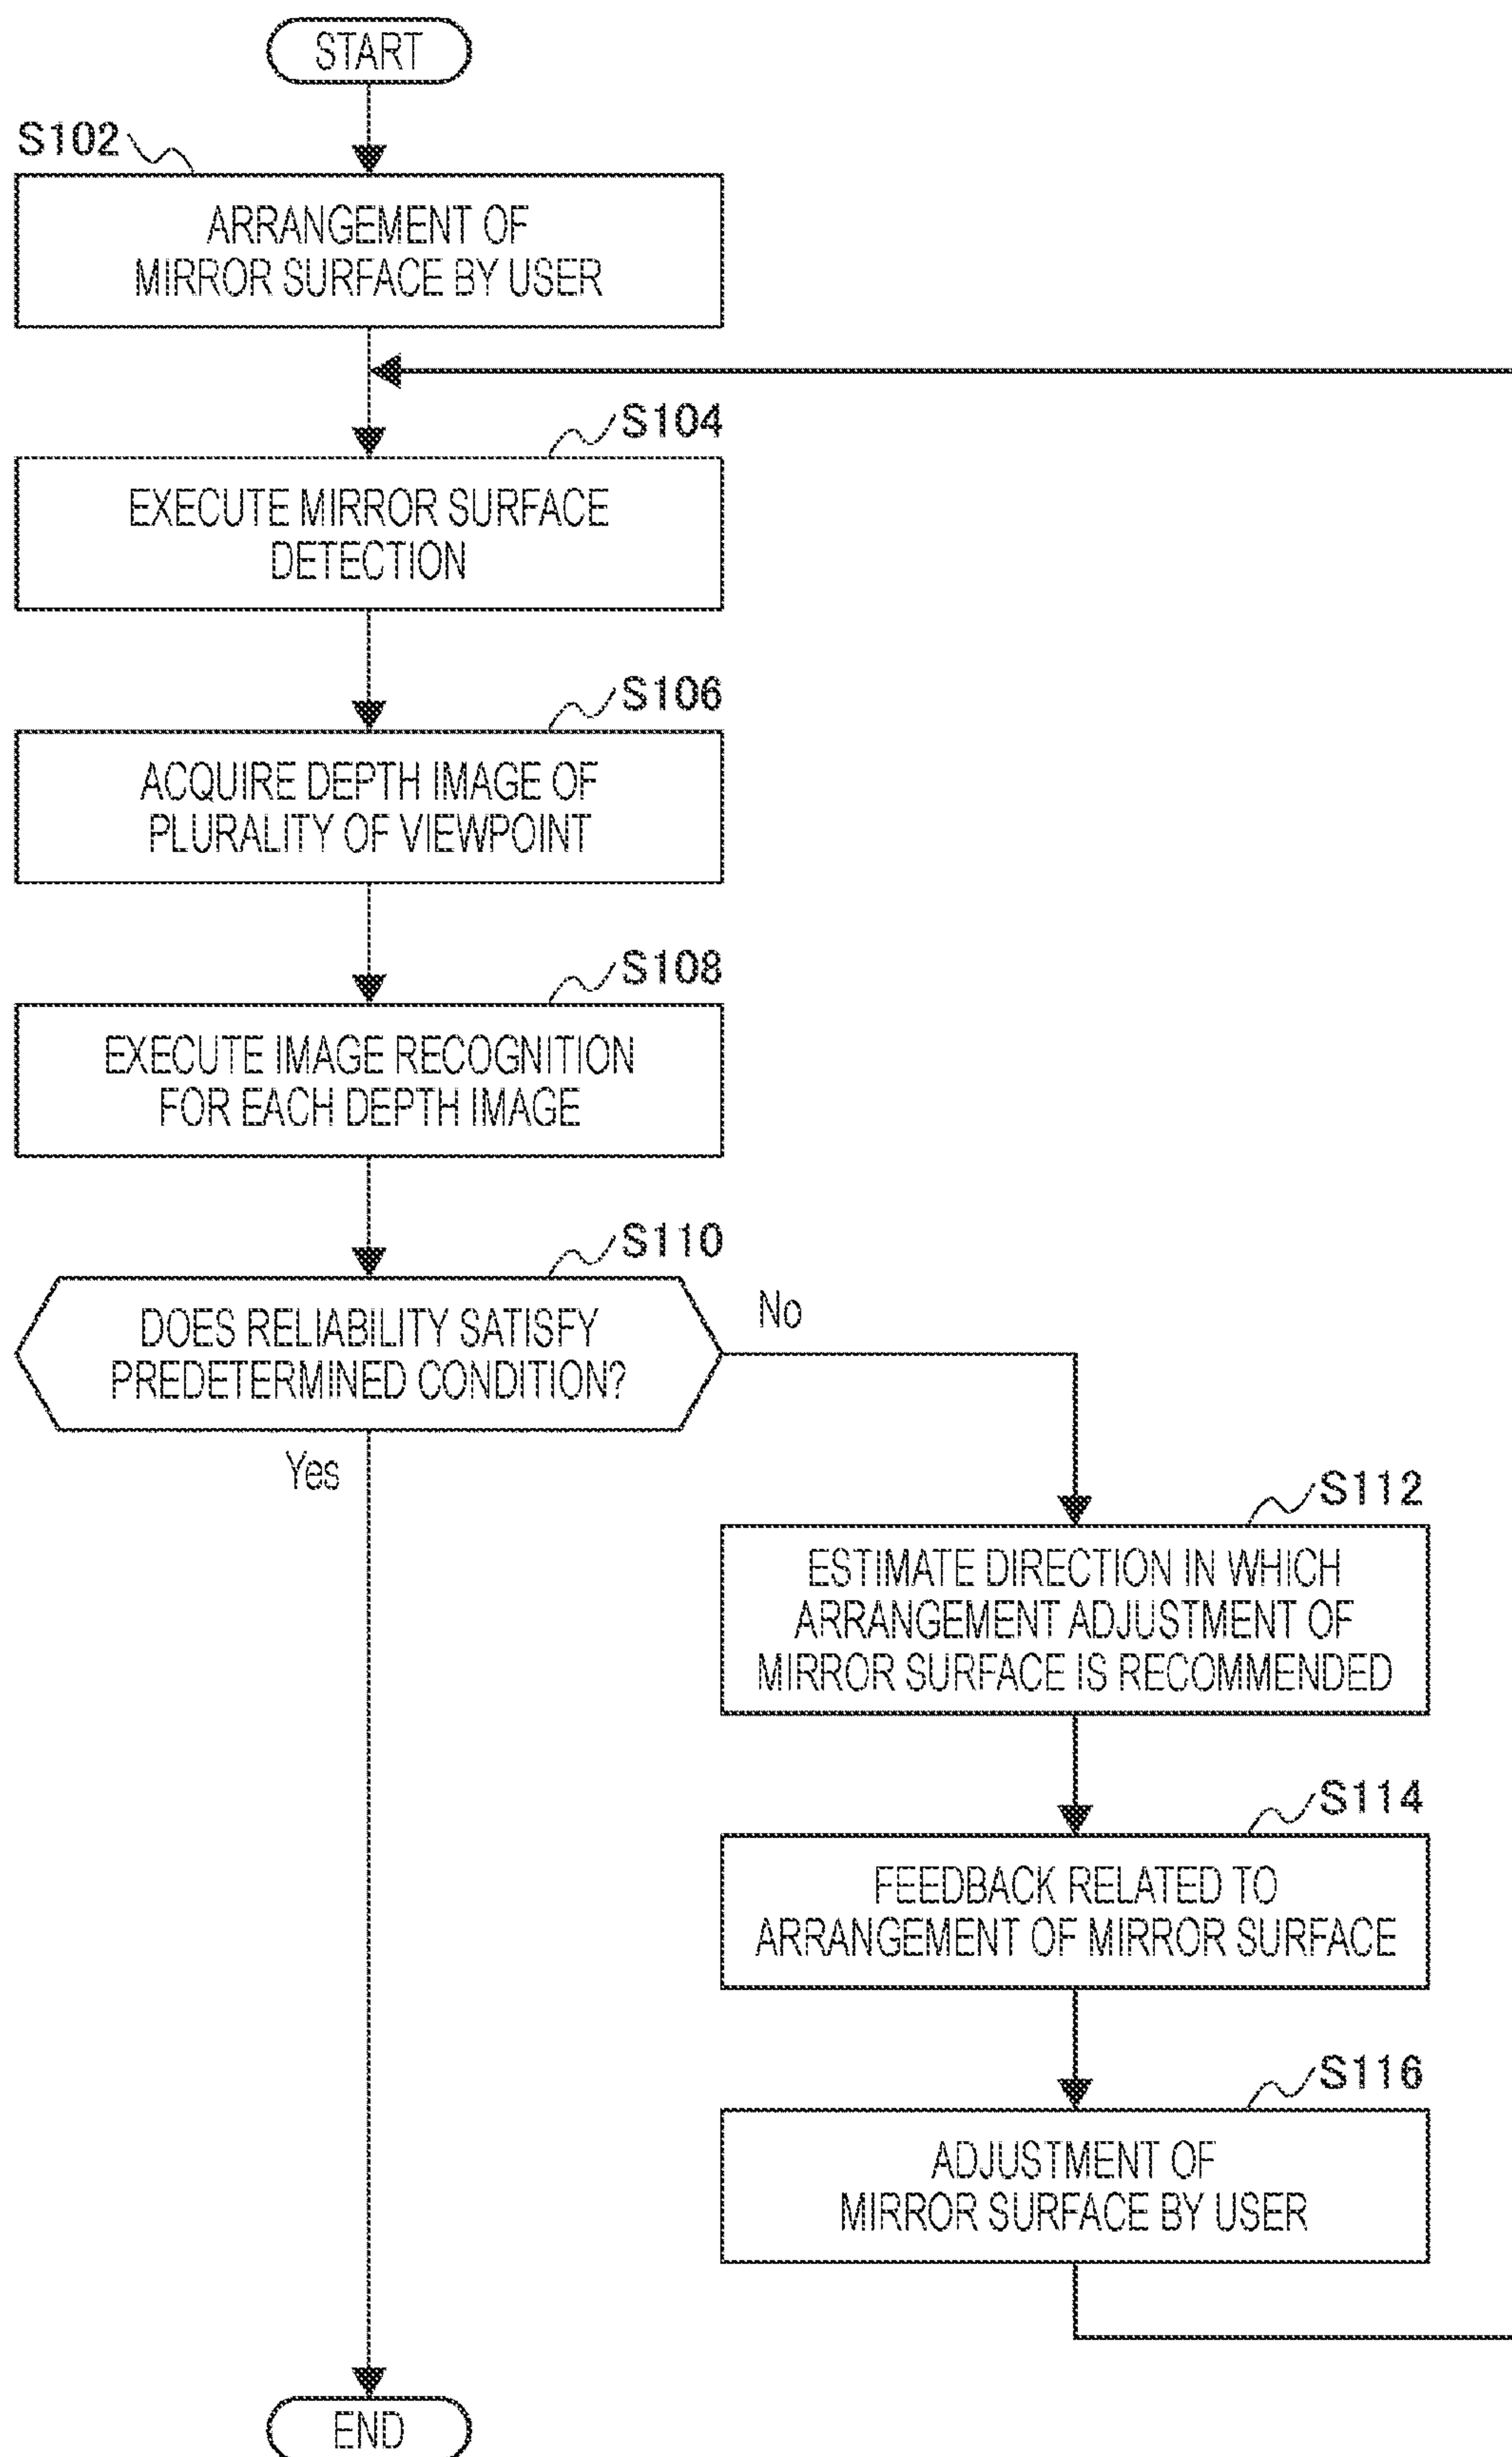 START
S102
ARRANGEMENT OF
MIRROR SURFACE BY USER
S104
EXECUTE MIRROR SURFACE
DETECTION
S106
ACQUIRE DEPTH IMAGE OF
PLURALITY OF VIEWPOINT
S108
EXECUTE IMAGE RECOGNITION
FOR EACH DEPTH IMAGE
S110
DOES RELIABILITY SATISFY
PREDETERMINED CONDITION?
No
Yes
S112
ESTIMATE DIRECTION IN WHICH
ARRANGEMENT ADJUSTMENT OF
MIRROR SURFACE IS RECOMMENDED
S114
FEEDBACK RELATED TO
ARRANGEMENT OF MIRROR SURFACE
S116
ADJUSTMENT OF
MIRROR SURFACE BY USER
END